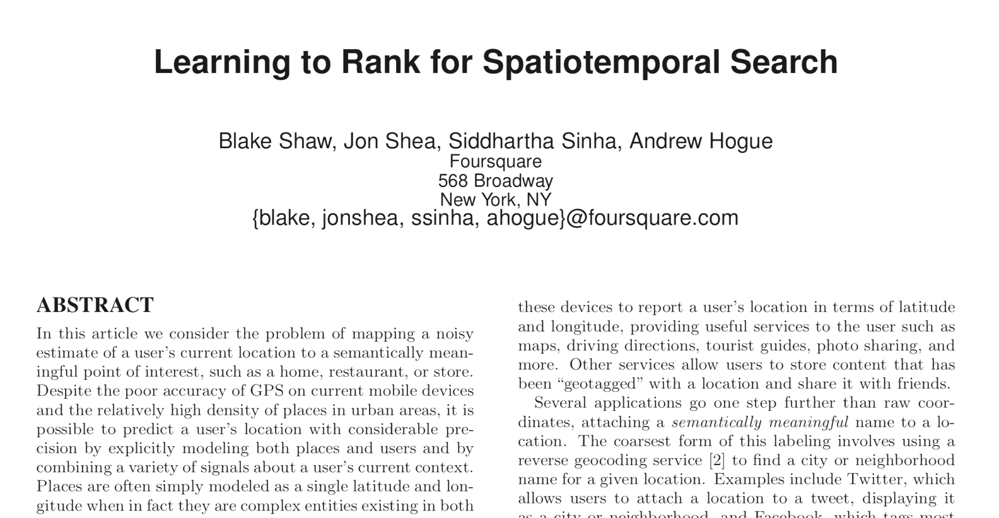 Learning to Rank for Spatiotemporal Search
Blake Shaw, Jon Shea, Siddhartha Sinha, Andrew Hogue
Foursquare
568 Broadway
New York, NY
{blake, jonshea, ssinha, ahogue}@foursquare.com
ABSTRACT
In this article we consider the problem of mapping a noisy
estimate of a user's current location to a semantically mean-
ingful point of interest, such as a home, restaurant, or store.
Despite the poor accuracy of GPS on current mobile devices
and the relatively high density of places in urban areas, it is
possible to predict a user's location with considerable pre-
cision by explicitly modeling both places and users and by
combining a variety of signals about a user's current context.
Places are often simply modeled as a single latitude and lon-
gitude when in fact they are complex entities existing in both
these devices to report a user's location in terms of latitude
and longitude, providing useful services to the user such as
maps, driving directions, tourist guides, photo sharing, and
more. Other services allow users to store content that has
been “geotagged” with a location and share it with friends.
Several applications go one step further than raw coor-
dinates, attaching a semantically meaningful name to a lo-
cation. The coarsest form of this labeling involves using a
reverse geocoding service [2] to find a city or neighborhood
name for a given location. Examples include Twitter, which
allows users to attach a location to a tweet, displaying it
as a city or neighborhood, and Facebook, which tags most